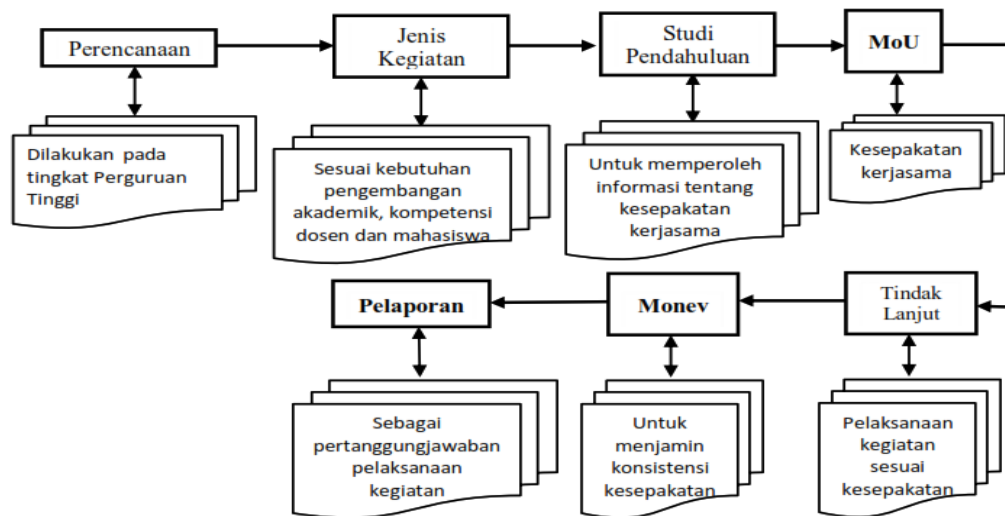 Perencanaan
Jenis
Kegiatan
Studi
Pendahuluan
MoU
Dilakukan pada
tingkat Perguruan
Tinggi
Sesuai kebutuhan
pengembangan
akademik, kompetensi
dosen dan mahasiswa
Untuk memperoleh
informasi tentang
kesepakatan
kerjasama
Kesepakatan
kerjasama
Pelaporan
Monev
Tindak
Lanjut
Sebagai
pertanggungjawaban
pelaksanaan
kegiatan
Untuk
menjamin
konsistensi
kesepakatan
Pelaksanaan
kegiatan
sesuai
kesepakatan